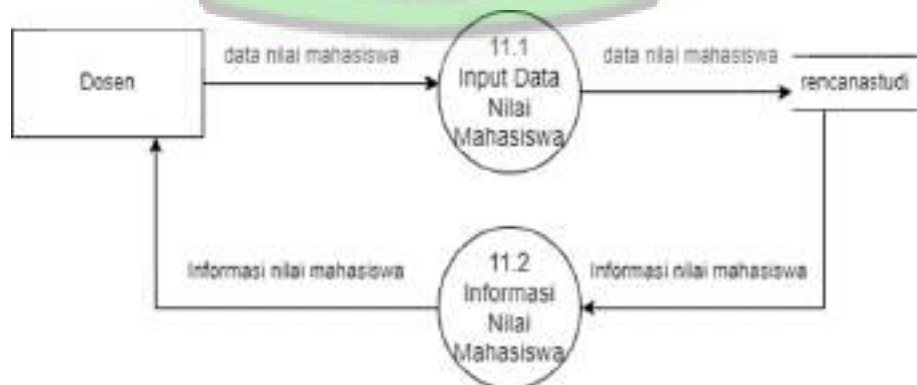 Dosen
data nilai mahasiswa
11.1
Input Data
Nilai
Mahasiswa
data nilai mahasiswa
rencanastudi
Informasi nilai mahasiswa
11.2
Informasi
Nilai
Mahasiswa
Informasi nilai mahasiswa